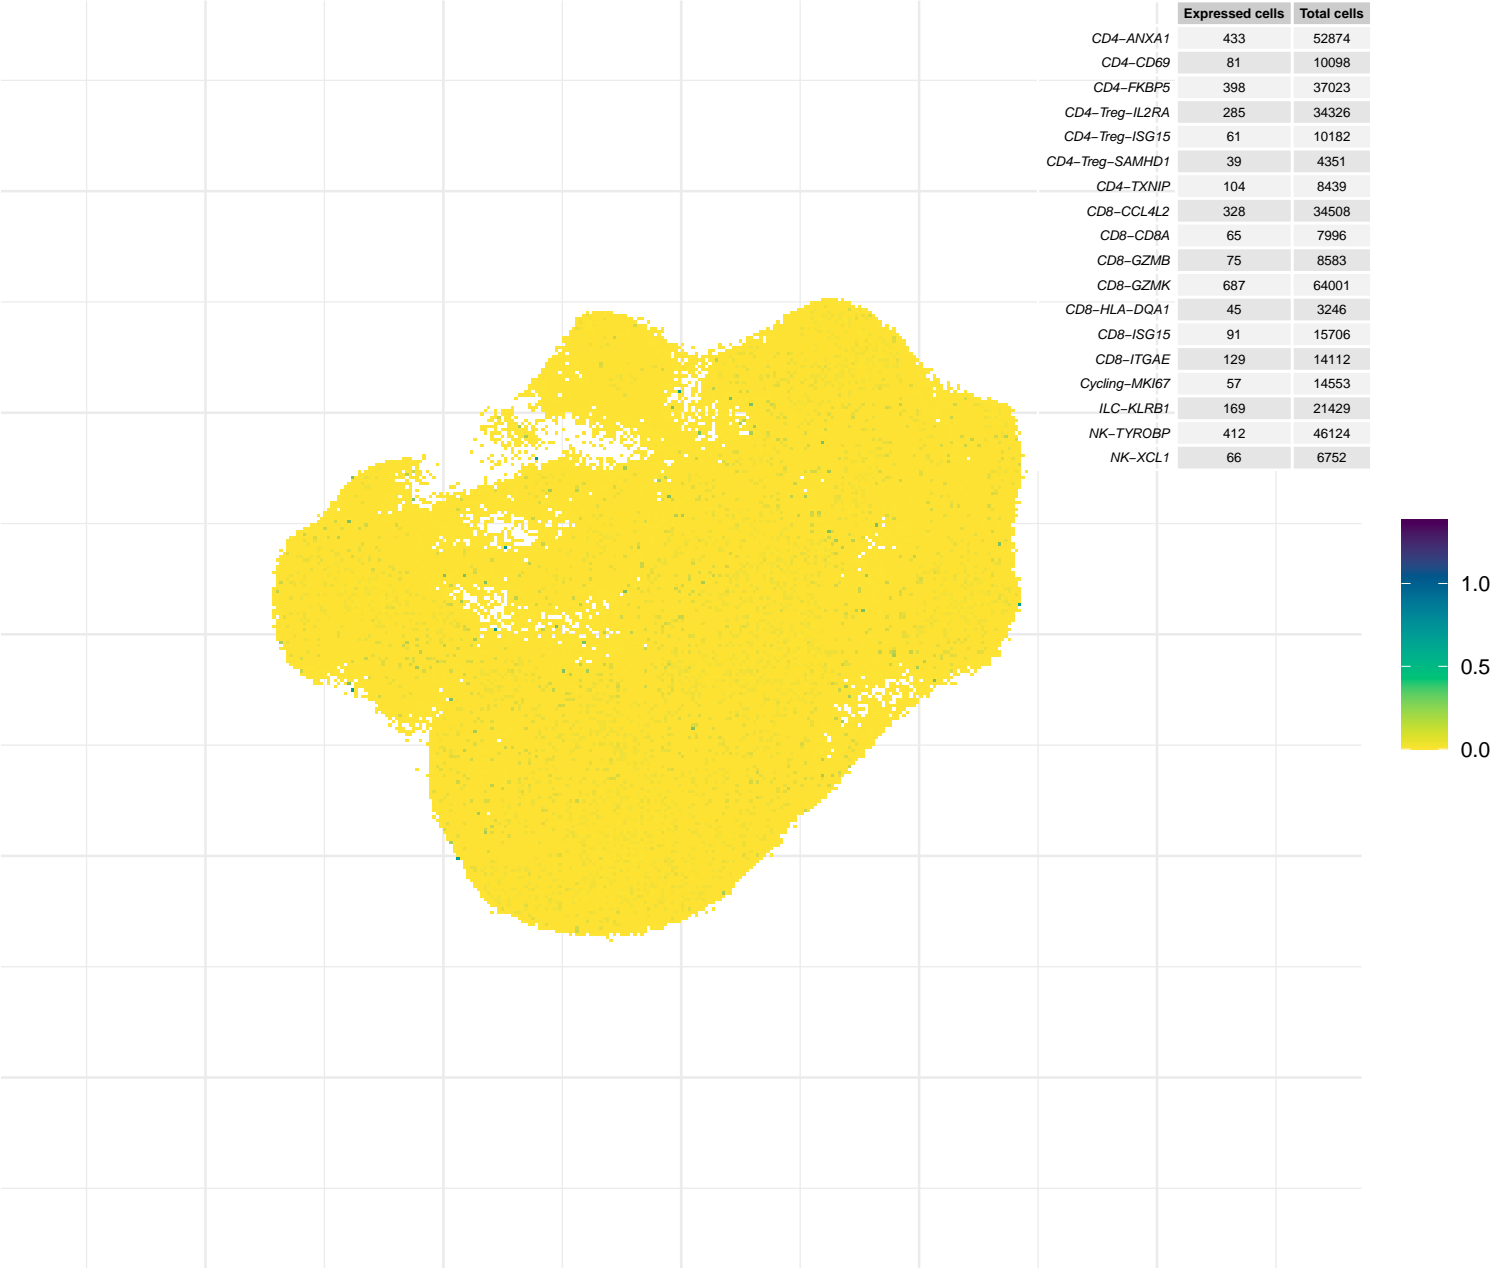 Expressed cells Total cells
CD4−ANXA1 433 52874
CD4−CD69 81 10098
CD4−FKBP5 398 37023
CD4−Treg−IL2RA 285 34326
CD4−Treg−ISG15 61 10182
CD4−Treg−SAMHD1 39 4351
CD4−TXNIP 104 8439
CD8−CCL4L2 328 34508
CD8−CD8A 65 7996
CD8−GZMB 75 8583
CD8−GZMK 687 64001
CD8−HLA−DQA1 45 3246
CD8−ISG15 91 15706
CD8−ITGAE 129 14112
Cycling−MKI67 57 14553
ILC−KLRB1 169 21429
NK−TYROBP 412 46124
NK−XCL1 66 6752
1.0
0.5
0.0